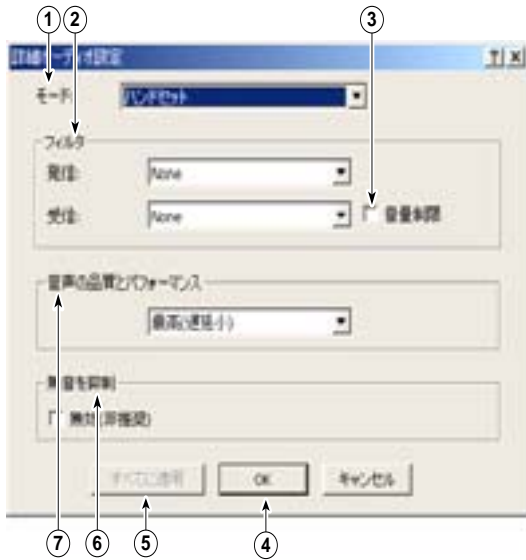 ① ② ③
詳細オーディオ設定
モード:
ハンドセット
フィルタ
発信:
None
受信:
None
音量制限
音声の品質とパフォーマンス
最高(遅延小)
無音を抑制
無効(非推奨)
すべてに適用
OK
キャンセル
⑦ ⑥ ⑤ ④